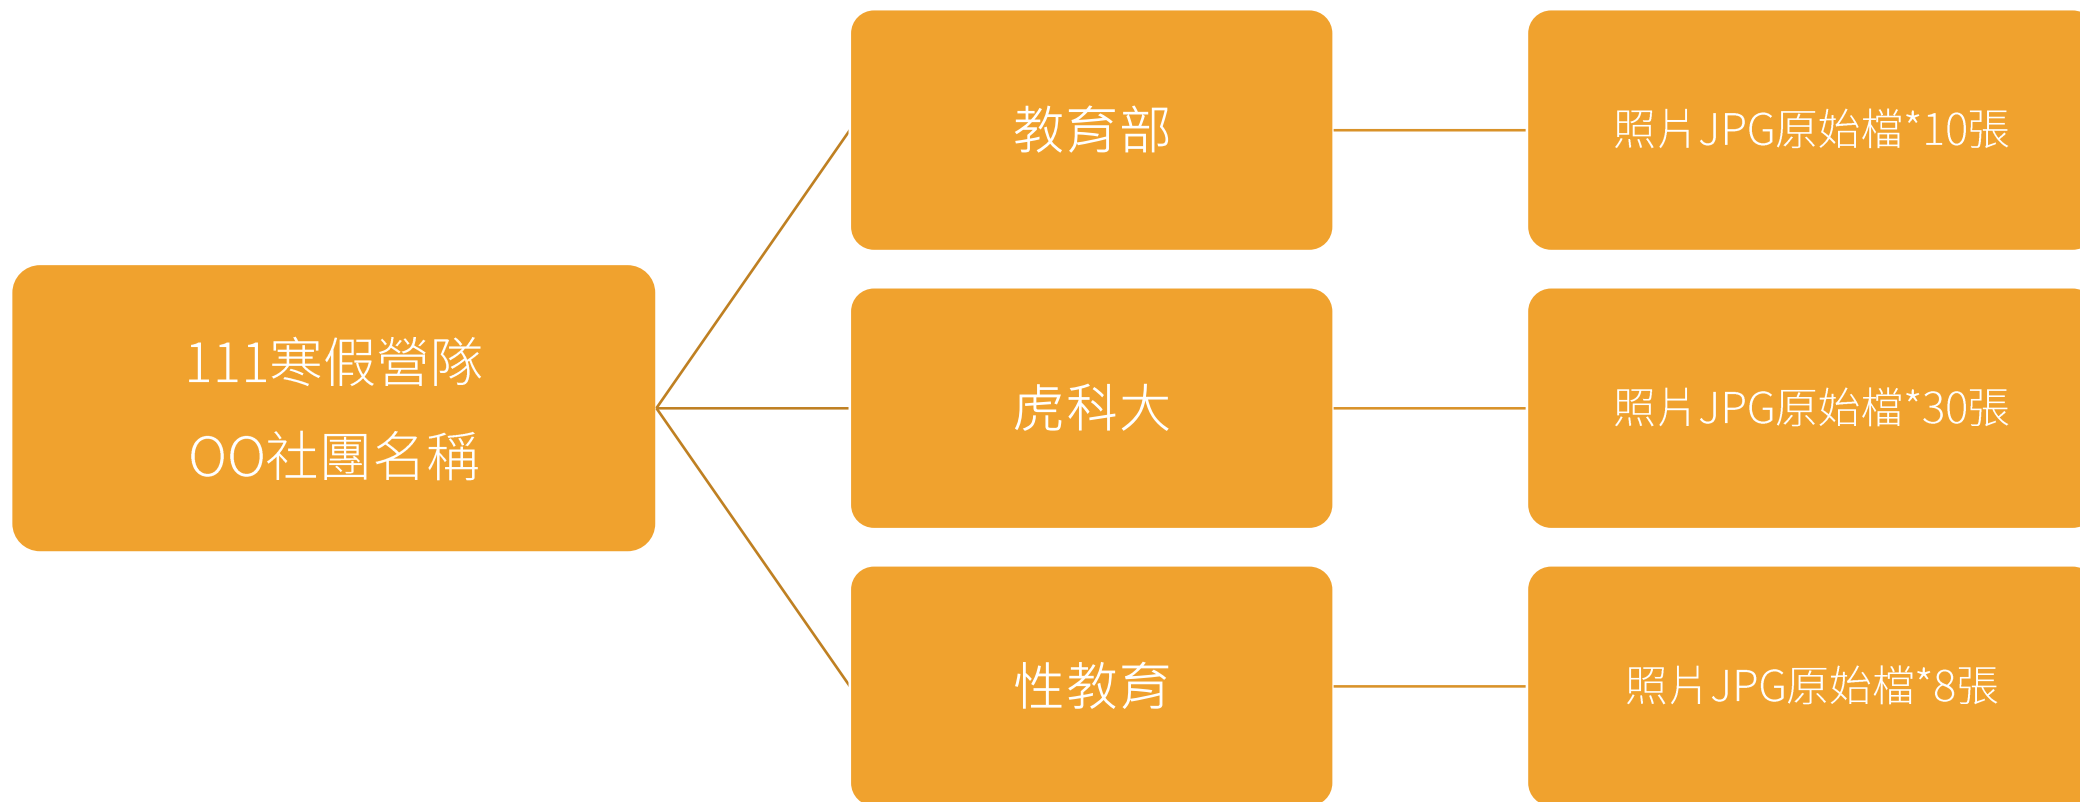 111寒假營隊
OO社團名稱
教育部
照片JPG原始檔*10張
虎科大
照片JPG原始檔*30張
性教育
照片JPG原始檔*8張